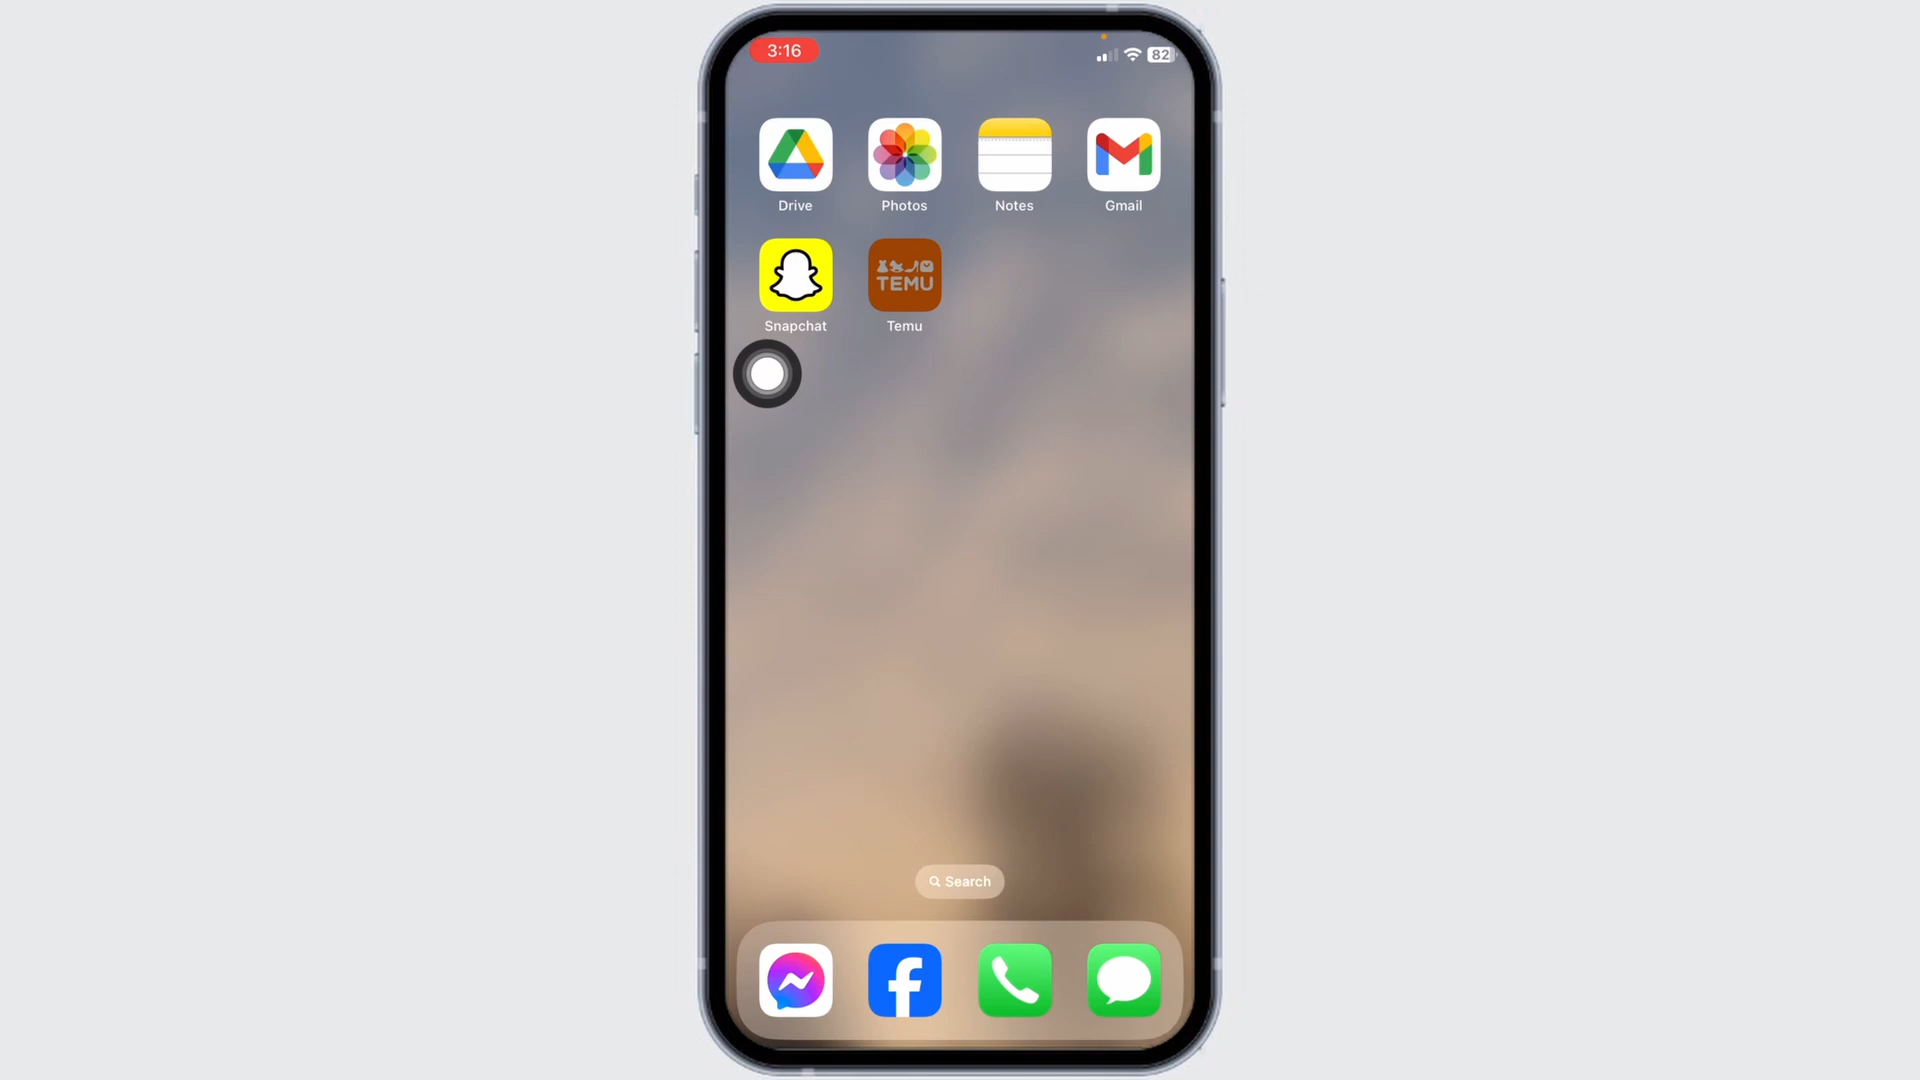 3:16
82
Drive
Photos
Notes
Gmail
TEMU
Snapchat
Temu
Search